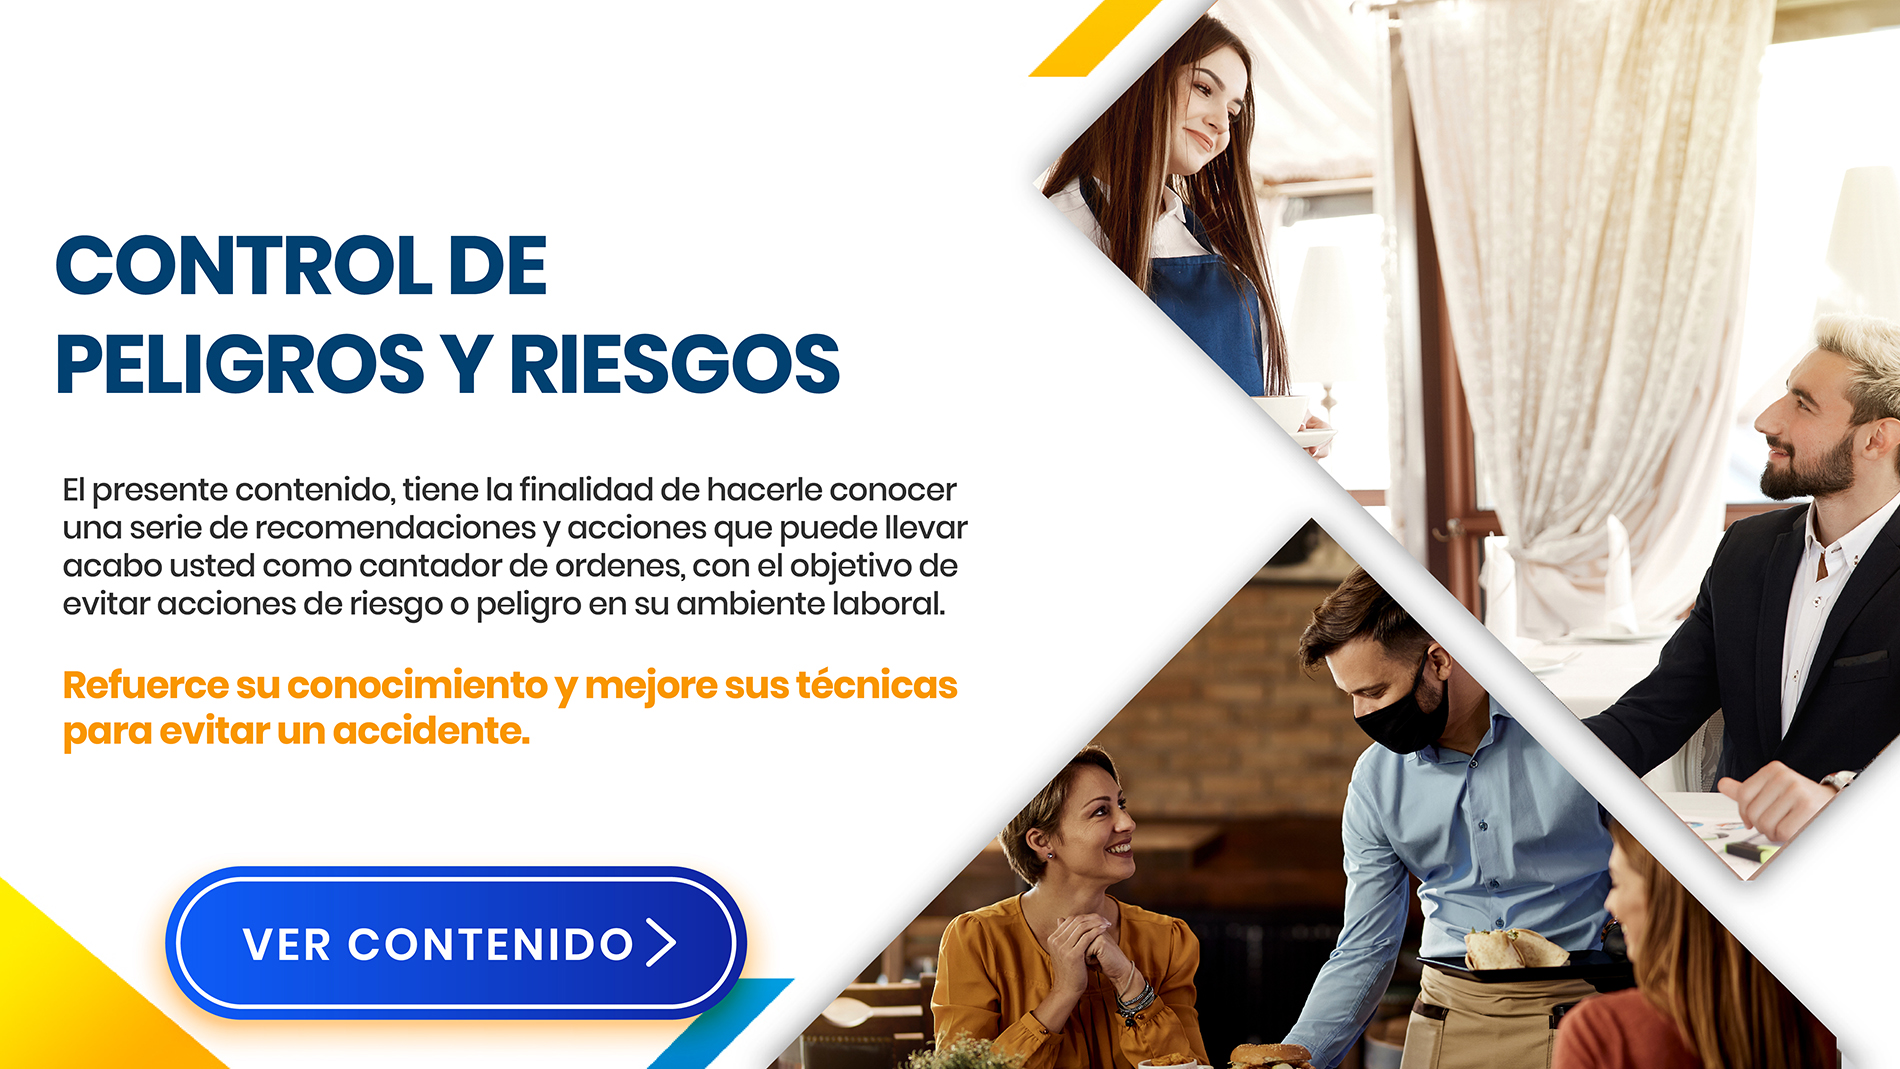 CONTROL DE
PELIGROS Y RIESGOS
El presente contenido, tiene la finalidad de hacerle conocer
una serie de recomendaciones y acciones que puede llevar
acabo usted como cantador de ordenes, con el objetivo de
evitar acciones de riesgo o peligro en su ambiente laboral.
Refuerce su conocimiento y mejore sus técnicas
para evitar un accidente.
VER CONTENIDO